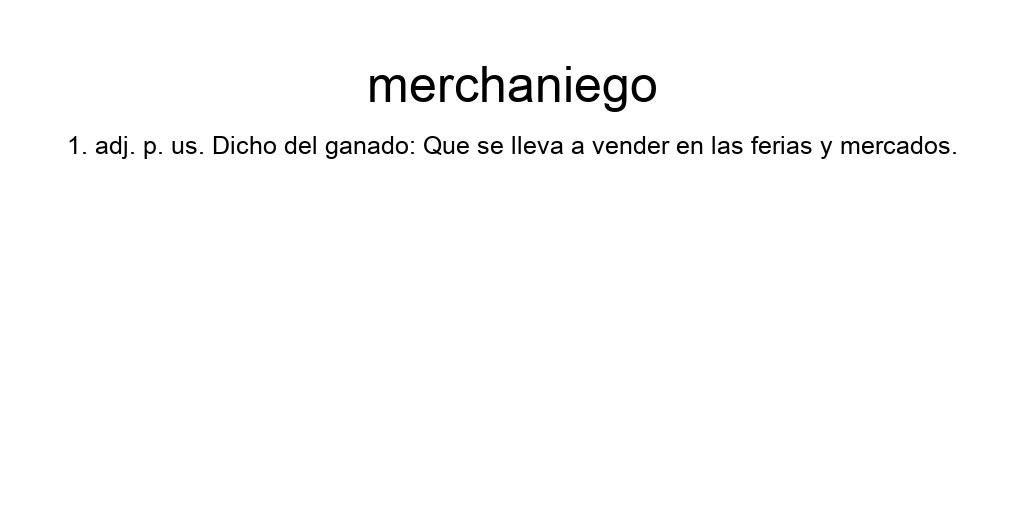 merchaniego
1. adj. p. us. Dicho del ganado: Que se lleva a vender en las ferias y mercados.